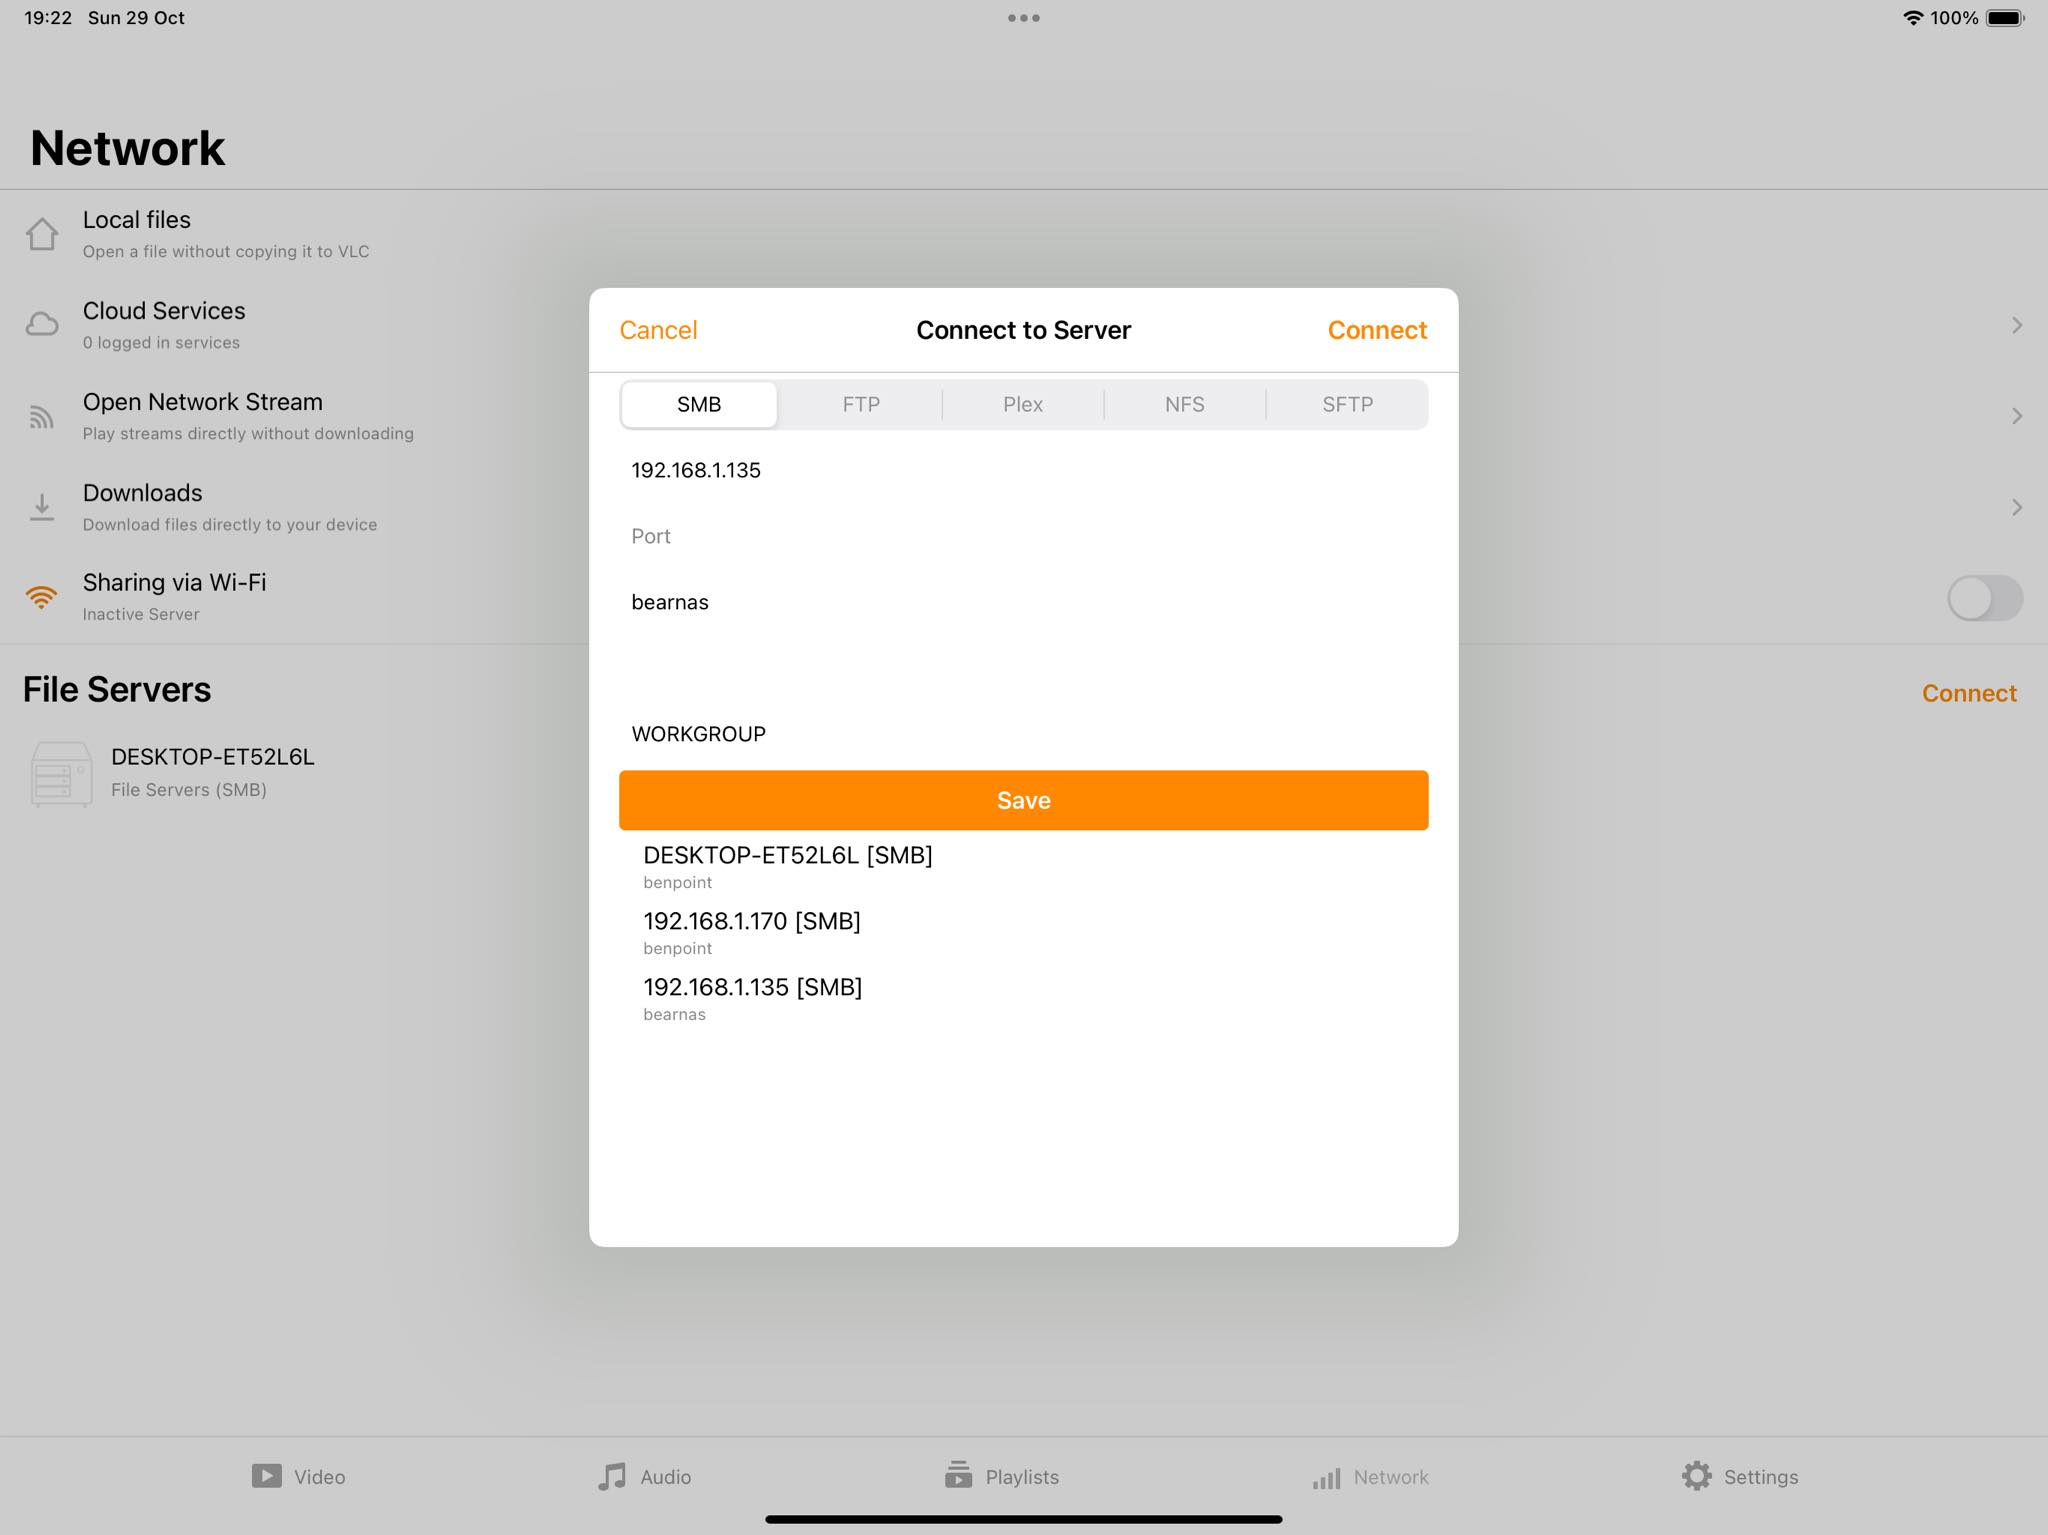 19:22 Sun 29 Oct
100%
Network
Local files
Open a file without copying it to VLC
Cloud Services
0 logged in services
Open Network Stream
Play streams directly without downloading
Downloads
Download files directly to your device
Sharing via Wi-Fi
Inactive Server
File Servers
Connect
DESKTOP-ET52L6L
File Servers (SMB)
Cancel
Connect to Server
Connect
SMB
FTP
Plex
NFS
SFTP
192.168.1.135
Port
bearnas
WORKGROUP
Save
DESKTOP-ET52L6L [SMB]
benpoint
192.168.1.170 [SMB]
benpoint
192.168.1.135 [SMB]
bearnas
Video
Audio
Playlists
Network
Settings